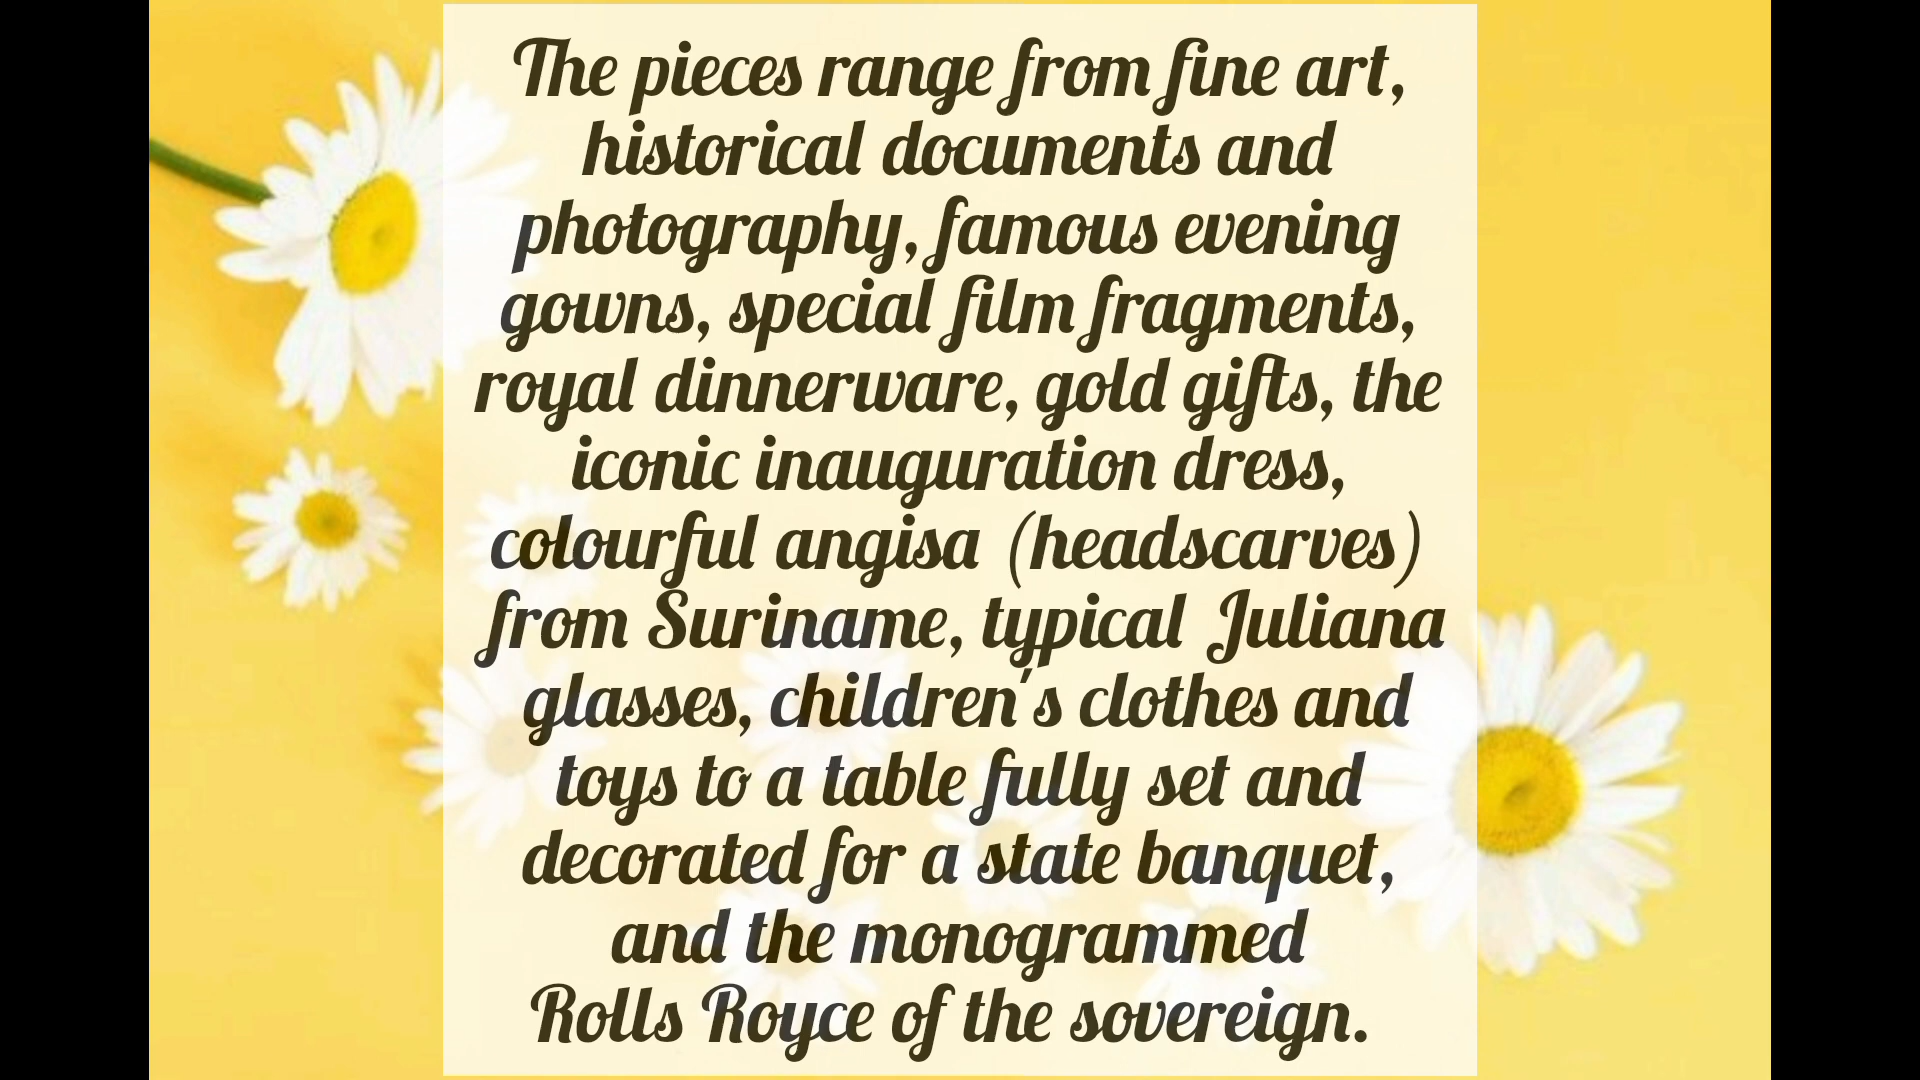 The pieces range from fine art,
historical documents and
photography, famous evening
gowns, special film fragments,
royal dinnerware, gold gifts, the
iconic inauguration dress,
colourful angisa (headscarves)
from Suriname, typical Juliana
glasses, children's clothes and
toys to a table fully set and
decorated for a state banquet,
and the monogrammed
Rolls Royce of the sovereign.